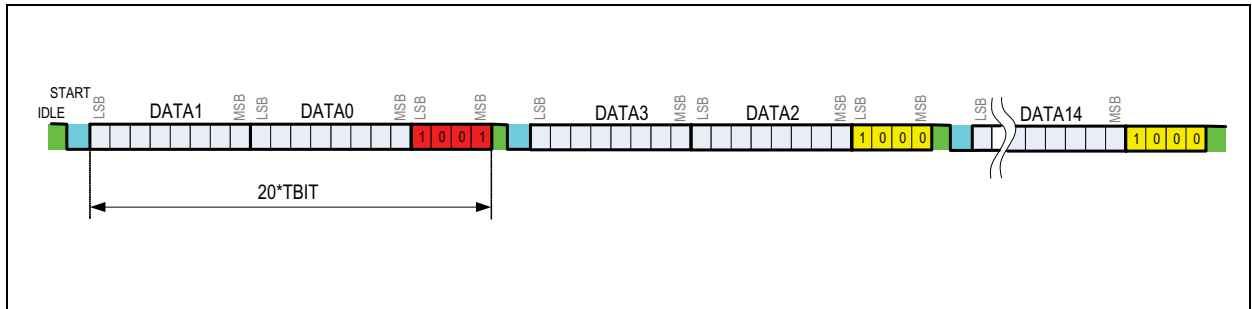 START
IDLE
LSB DATA1 MSB LSB DATA0 MSB LSB MSB LSB DATA3 MSB LSB DATA2 MSB LSB MSB LSB DATA14 MSB
1 0 0 1 1 0 0 0 1 0 0 0
20*TBIT